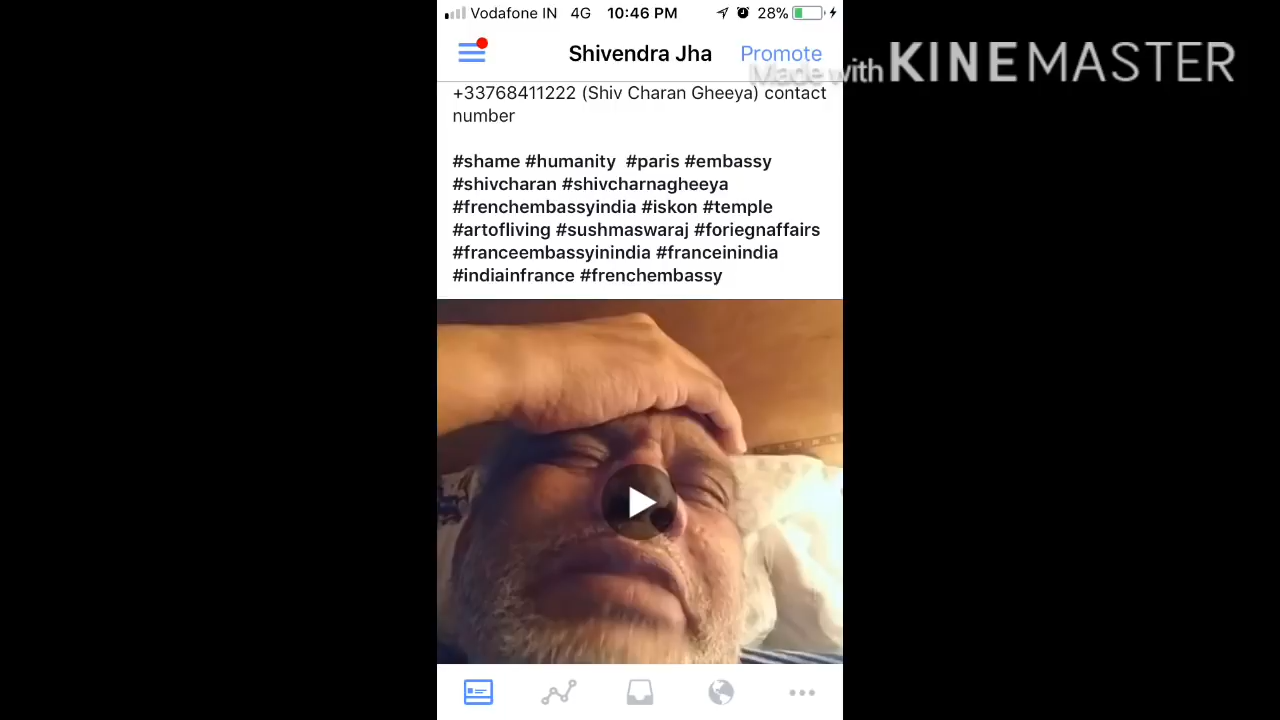 Vodafone IN 4G 10:46 PM 28%
Shivendra Jha Promote
Made with KINEMASTER
+33768411222 (Shiv Charan Gheeya) contact
number
#shame #humanity #paris #embassy
#shivcharan #shivcharnagheeya
#frenchembassyindia #iskon #temple
#artofliving #sushmaswaraj #foriegnaffairs
#franceembassyinindia #franceinindia
#indiainfrance #frenchembassy